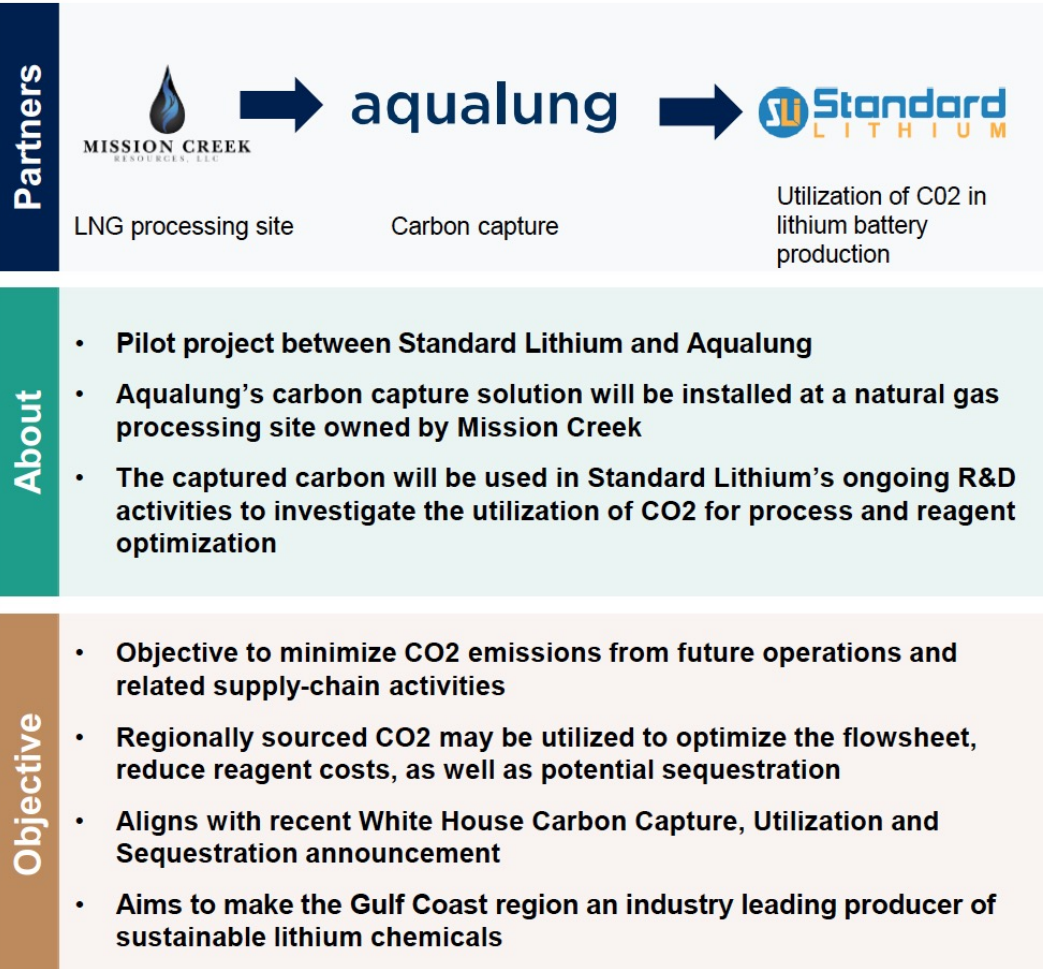 Partners
MISSION CREEK
RESOURCES, LLC
aqualung
SLi Standard
LITHIUM
LNG processing site
Carbon capture
Utilization of C02 in
lithium battery
production
About
• Pilot project between Standard Lithium and Aqualung
• Aqualung’s carbon capture solution will be installed at a natural gas
processing site owned by Mission Creek
• The captured carbon will be used in Standard Lithium’s ongoing R&D
activities to investigate the utilization of CO2 for process and reagent
optimization
Objective
• Objective to minimize CO2 emissions from future operations and
related supply-chain activities
• Regionally sourced CO2 may be utilized to optimize the flowsheet,
reduce reagent costs, as well as potential sequestration
• Aligns with recent White House Carbon Capture, Utilization and
Sequestration announcement
• Aims to make the Gulf Coast region an industry leading producer of
sustainable lithium chemicals